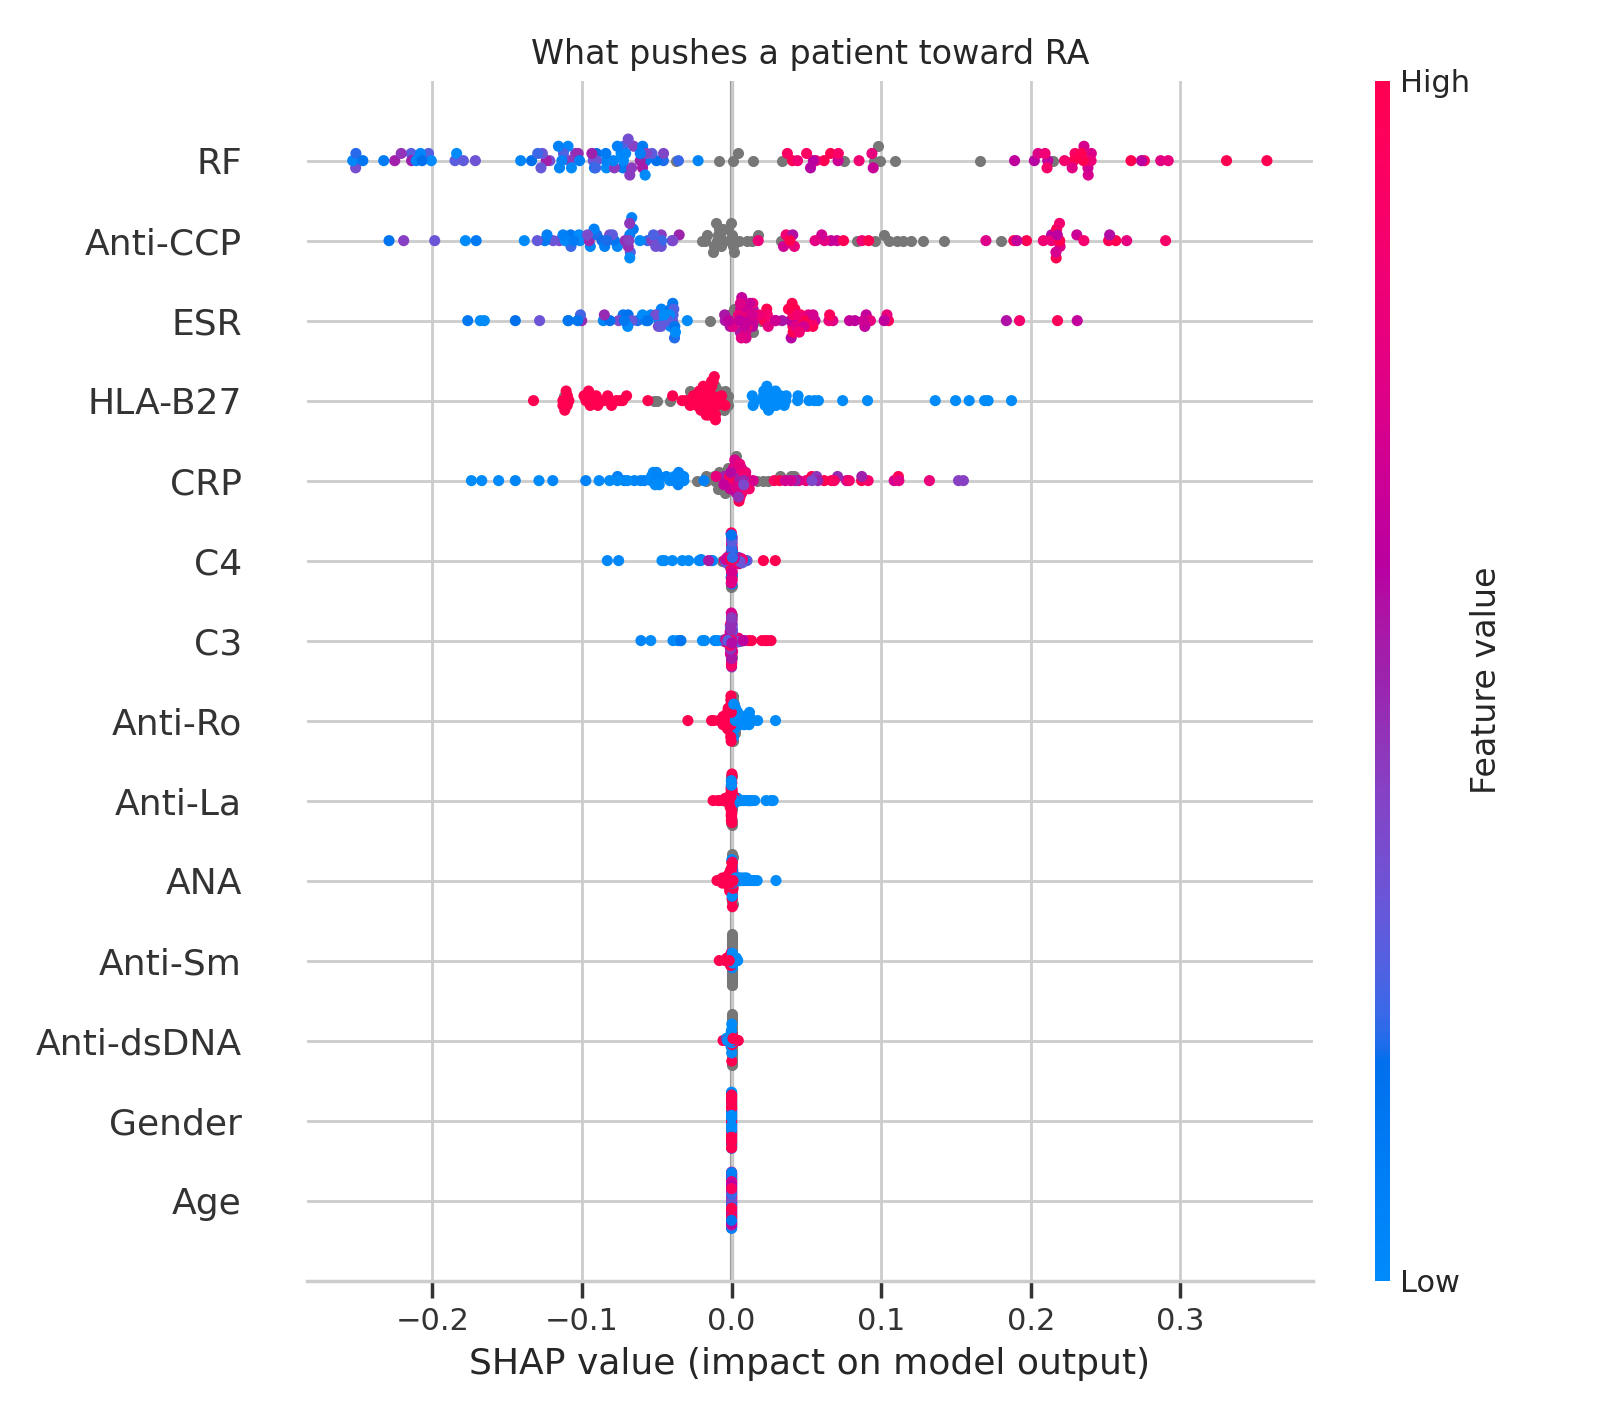 What pushes a patient toward RA
High
RF
Anti-CCP
ESR
HLA-B27
CRP
C4
C3
Anti-Ro
Anti-La
ANA
Anti-Sm
Anti-dsDNA
Gender
Age
Feature value
Low
−0.2 −0.1 0.0 0.1 0.2 0.3
SHAP value (impact on model output)